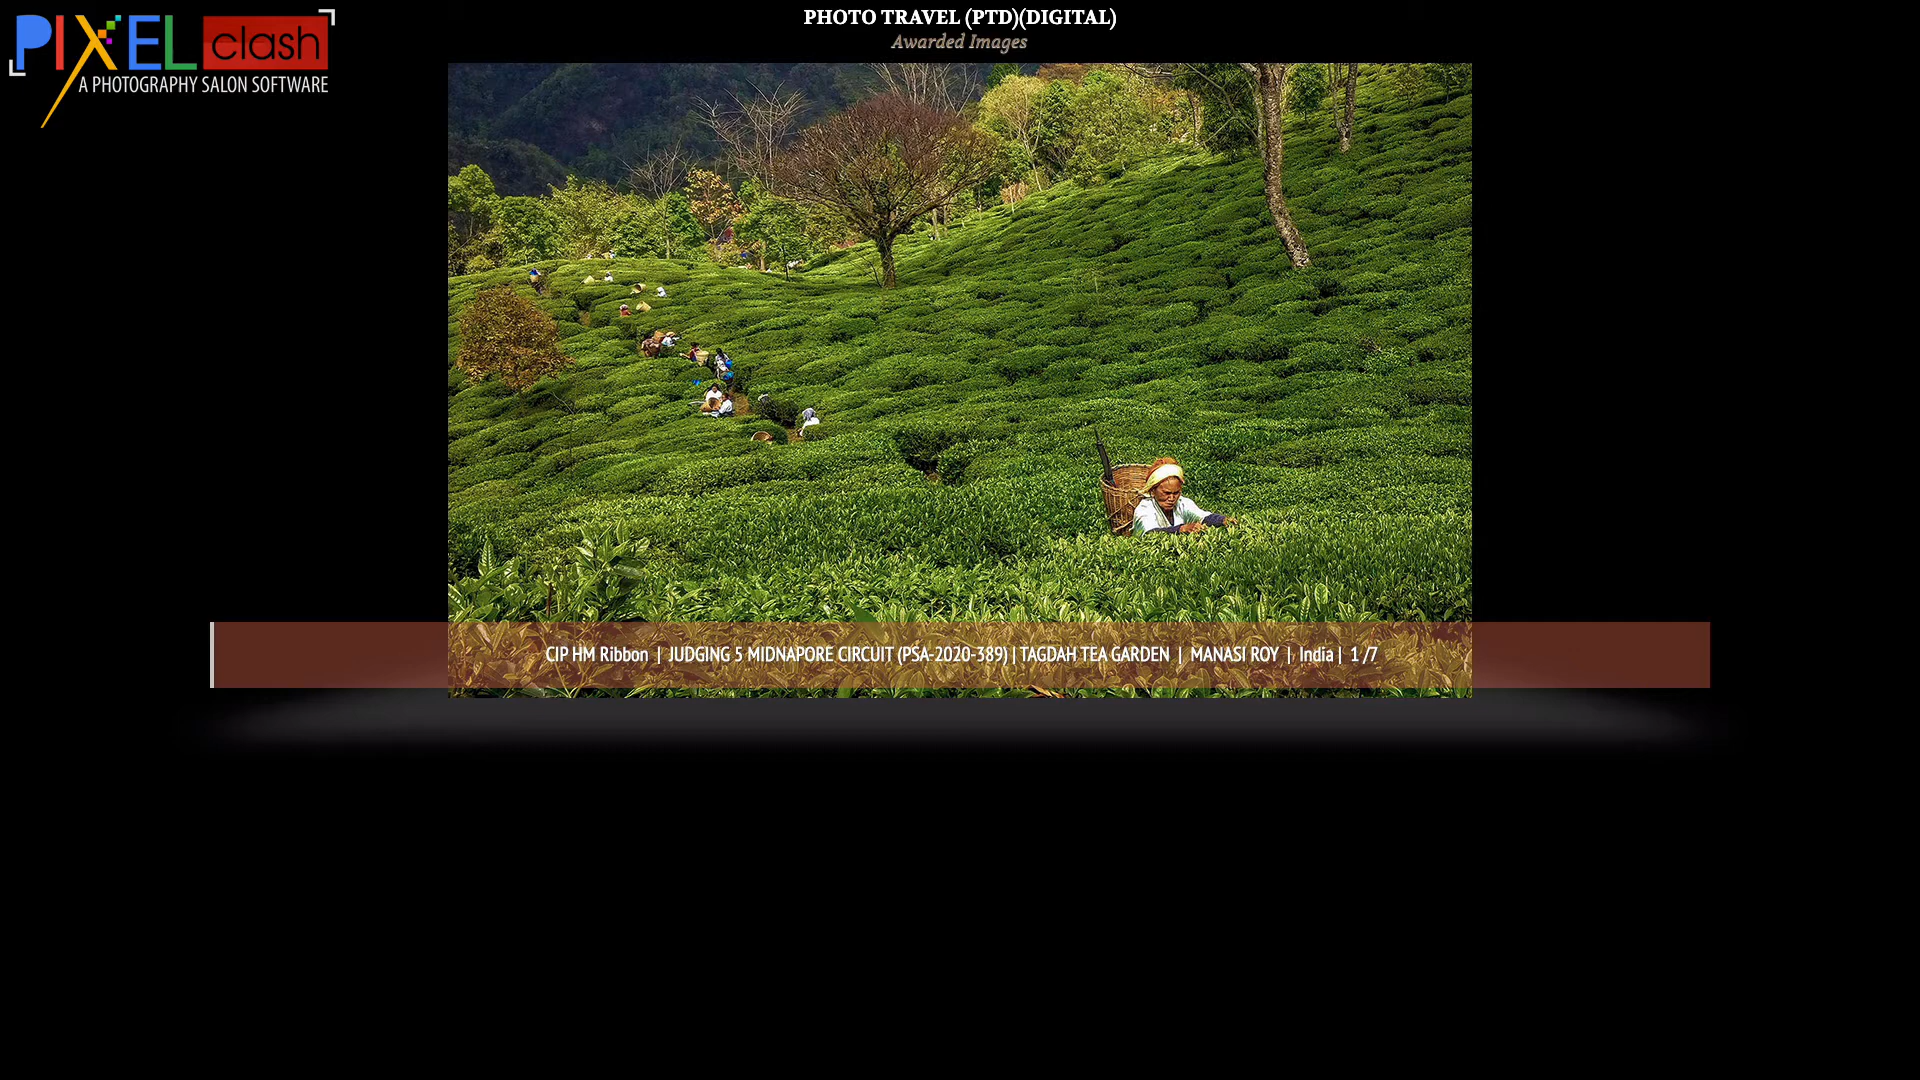 PIXEL clash
A PHOTOGRAPHY SALON SOFTWARE
PHOTO TRAVEL (PTD)(DIGITAL)
Awarded Images
CIP HM Ribbon | JUDGING 5 MIDNAPORE CIRCUIT (PSA-2020-389) | TAGDAH TEA GARDEN | MANASI ROY | India | 1 /7